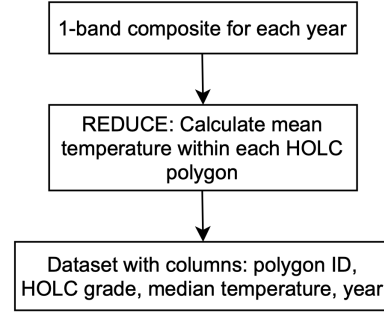 1-band composite for each year
REDUCE: Calculate mean
temperature within each HOLC
polygon
Dataset with columns: polygon ID,
HOLC grade, median temperature, year